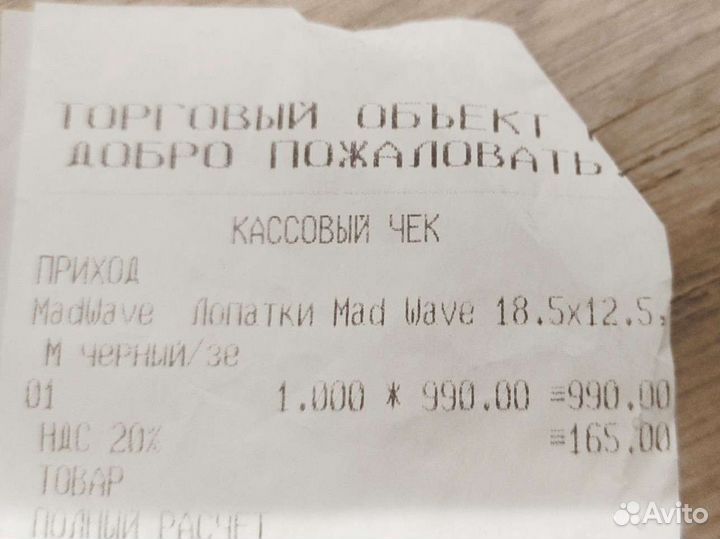 ТОРГОВЫЙ ОБЪЕКТ
ДОБРО ПОЖАЛОВАТЬ
КАССОВЫЙ ЧЕК
ПРИХОД
MadWave Лопатки Mad Wave 18.5x12.5,
M черный/зе
01 1.000 * 990.00 =990.00
НДС 20% =165.00
ТОВАР
ПОЛНЫЙ РАСЧЕТ
Avito